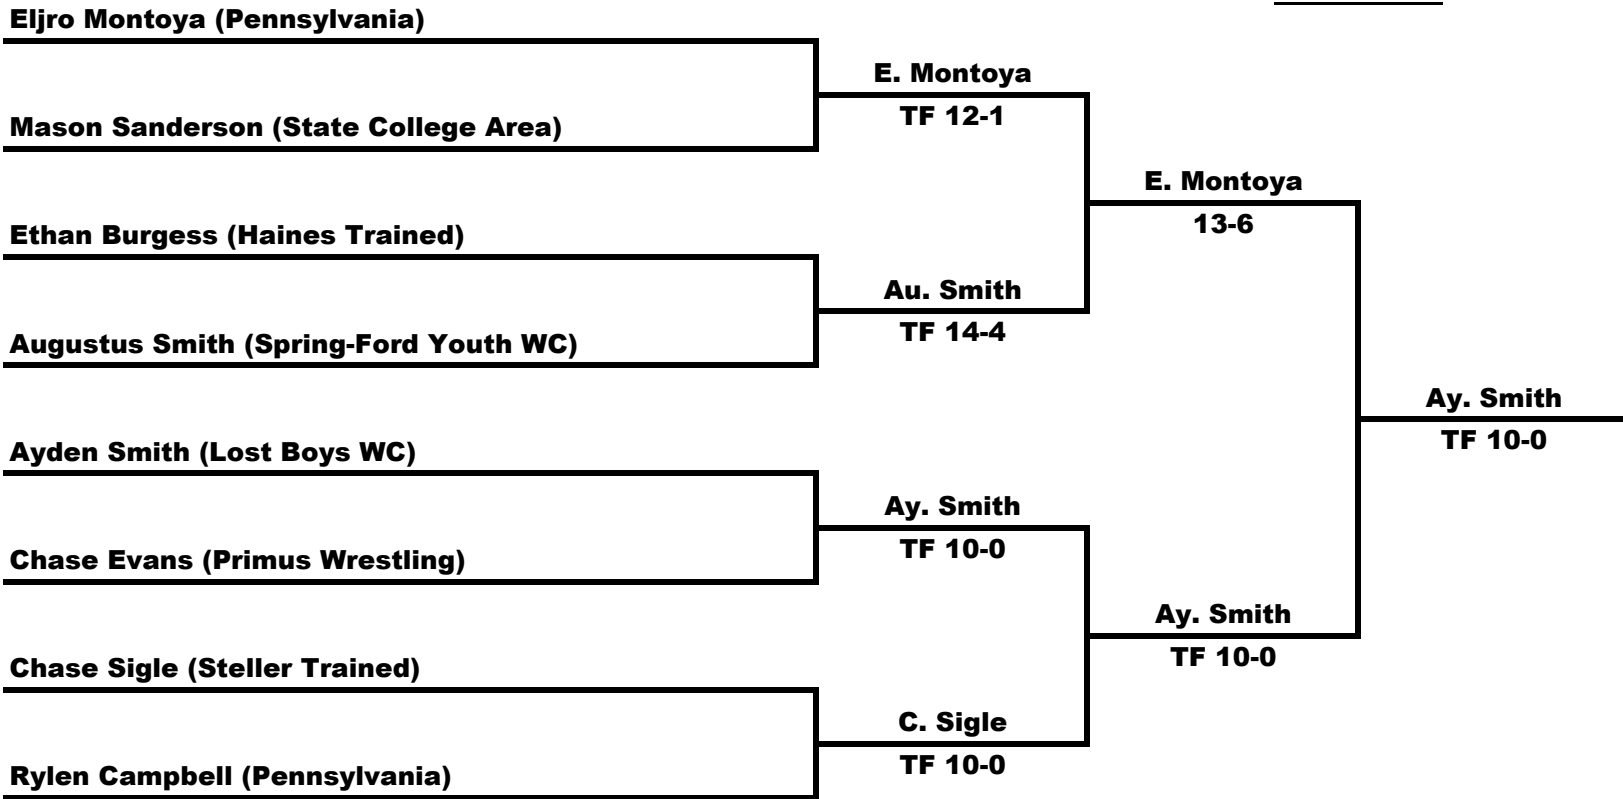 Eljro Montoya (Pennsylvania)
E. Montoya
TF 12-1
Mason Sanderson (State College Area)
E. Montoya
13-6
Ethan Burgess (Haines Trained)
Au. Smith
TF 14-4
Augustus Smith (Spring-Ford Youth WC)
Ay. Smith
TF 10-0
Ayden Smith (Lost Boys WC)
Ay. Smith
TF 10-0
Chase Evans (Primus Wrestling)
Ay. Smith
TF 10-0
Chase Sigle (Steller Trained)
C. Sigle
TF 10-0
Rylen Campbell (Pennsylvania)